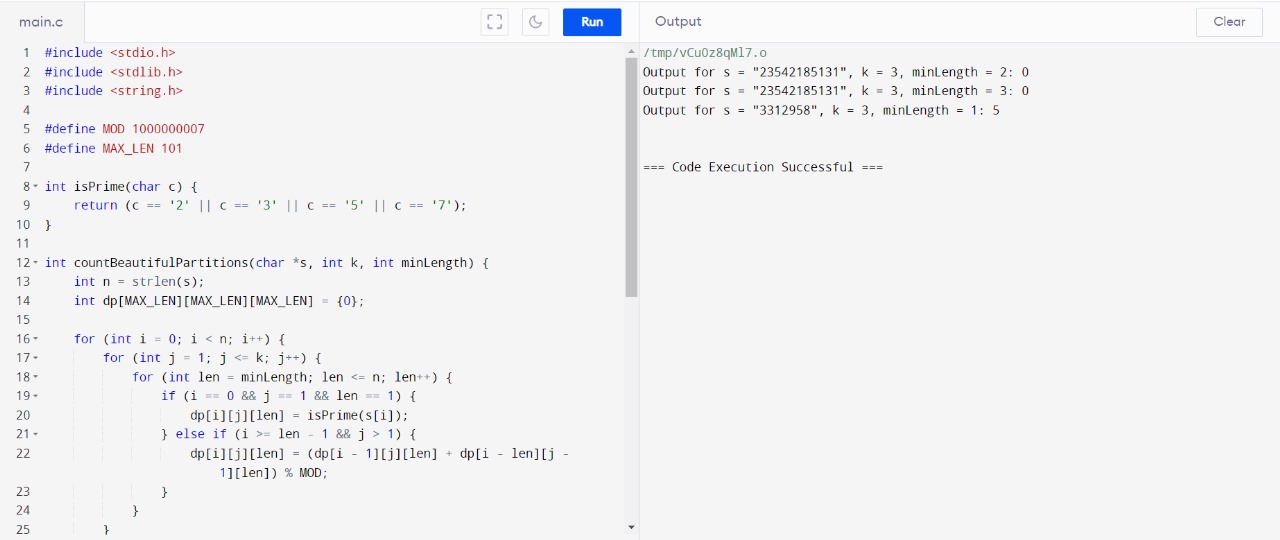 main.c
Run
Output
Clear
1 #include <stdio.h>
2 #include <stdlib.h>
3 #include <string.h>
4
5 #define MOD 1000000007
6 #define MAX_LEN 101
7
8 int isPrime(char c) {
9     return (c == '2' || c == '3' || c == '5' || c == '7');
10 }
11
12 int countBeautifulPartitions(char *s, int k, int minLength) {
13     int n = strlen(s);
14     int dp[MAX_LEN][MAX_LEN][MAX_LEN] = {0};
15
16     for (int i = 0; i < n; i++) {
17         for (int j = 1; j <= k; j++) {
18             for (int len = minLength; len <= n; len++) {
19                 if (i == 0 && j == 1 && len == 1) {
20                     dp[i][j][len] = isPrime(s[i]);
21                 } else if (i >= len - 1 && j > 1) {
22                     dp[i][j][len] = (dp[i - 1][j][len] + dp[i - len][j -
1][len]) % MOD;
23                 }
24             }
25         }
/tmp/vCu0z8qMl7.o
Output for s = "23542185131", k = 3, minLength = 2: 0
Output for s = "23542185131", k = 3, minLength = 3: 0
Output for s = "3312958", k = 3, minLength = 1: 5
=== Code Execution Successful ===